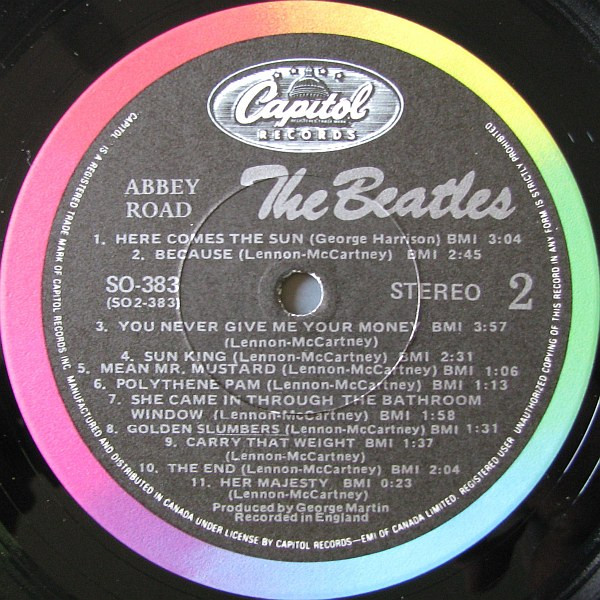 Capitol
RECORDS
ABBEY
ROAD
The Beatles
1. HERE COMES THE SUN (George Harrison) BMI 3:04
2. BECAUSE (Lennon-McCartney) BMI 2:45
SO-383
(SO2-383)
STEREO 2
3. YOU NEVER GIVE ME YOUR MONEY BMI 3:57
(Lennon-McCartney)
4. SUN KING (Lennon-McCartney) BMI 2:31
5. MEAN MR. MUSTARD (Lennon-McCartney) BMI 1:06
6. POLYTHENE PAM (Lennon-McCartney) BMI 1:13
7. SHE CAME IN THROUGH THE BATHROOM
WINDOW (Lennon-McCartney) BMI 1:58
8. GOLDEN SLUMBERS (Lennon-McCartney) BMI 1:31
9. CARRY THAT WEIGHT BMI 1:37
(Lennon-McCartney)
10. THE END (Lennon-McCartney) BMI 2:04
11. HER MAJESTY BMI 0:23
(Lennon-McCartney)
Produced by George Martin
Recorded in England
CAPITOL IS A REGISTERED TRADE MARK OF CAPITOL RECORDS INC. MANUFACTURED AND DISTRIBUTED IN CANADA UNDER LICENSE BY CAPITOL RECORDS—EMI OF CANADA LIMITED, REGISTERED USER. UNAUTHORIZED COPYING OF THIS RECORD IN ANY FORM IS STRICTLY PROHIBITED